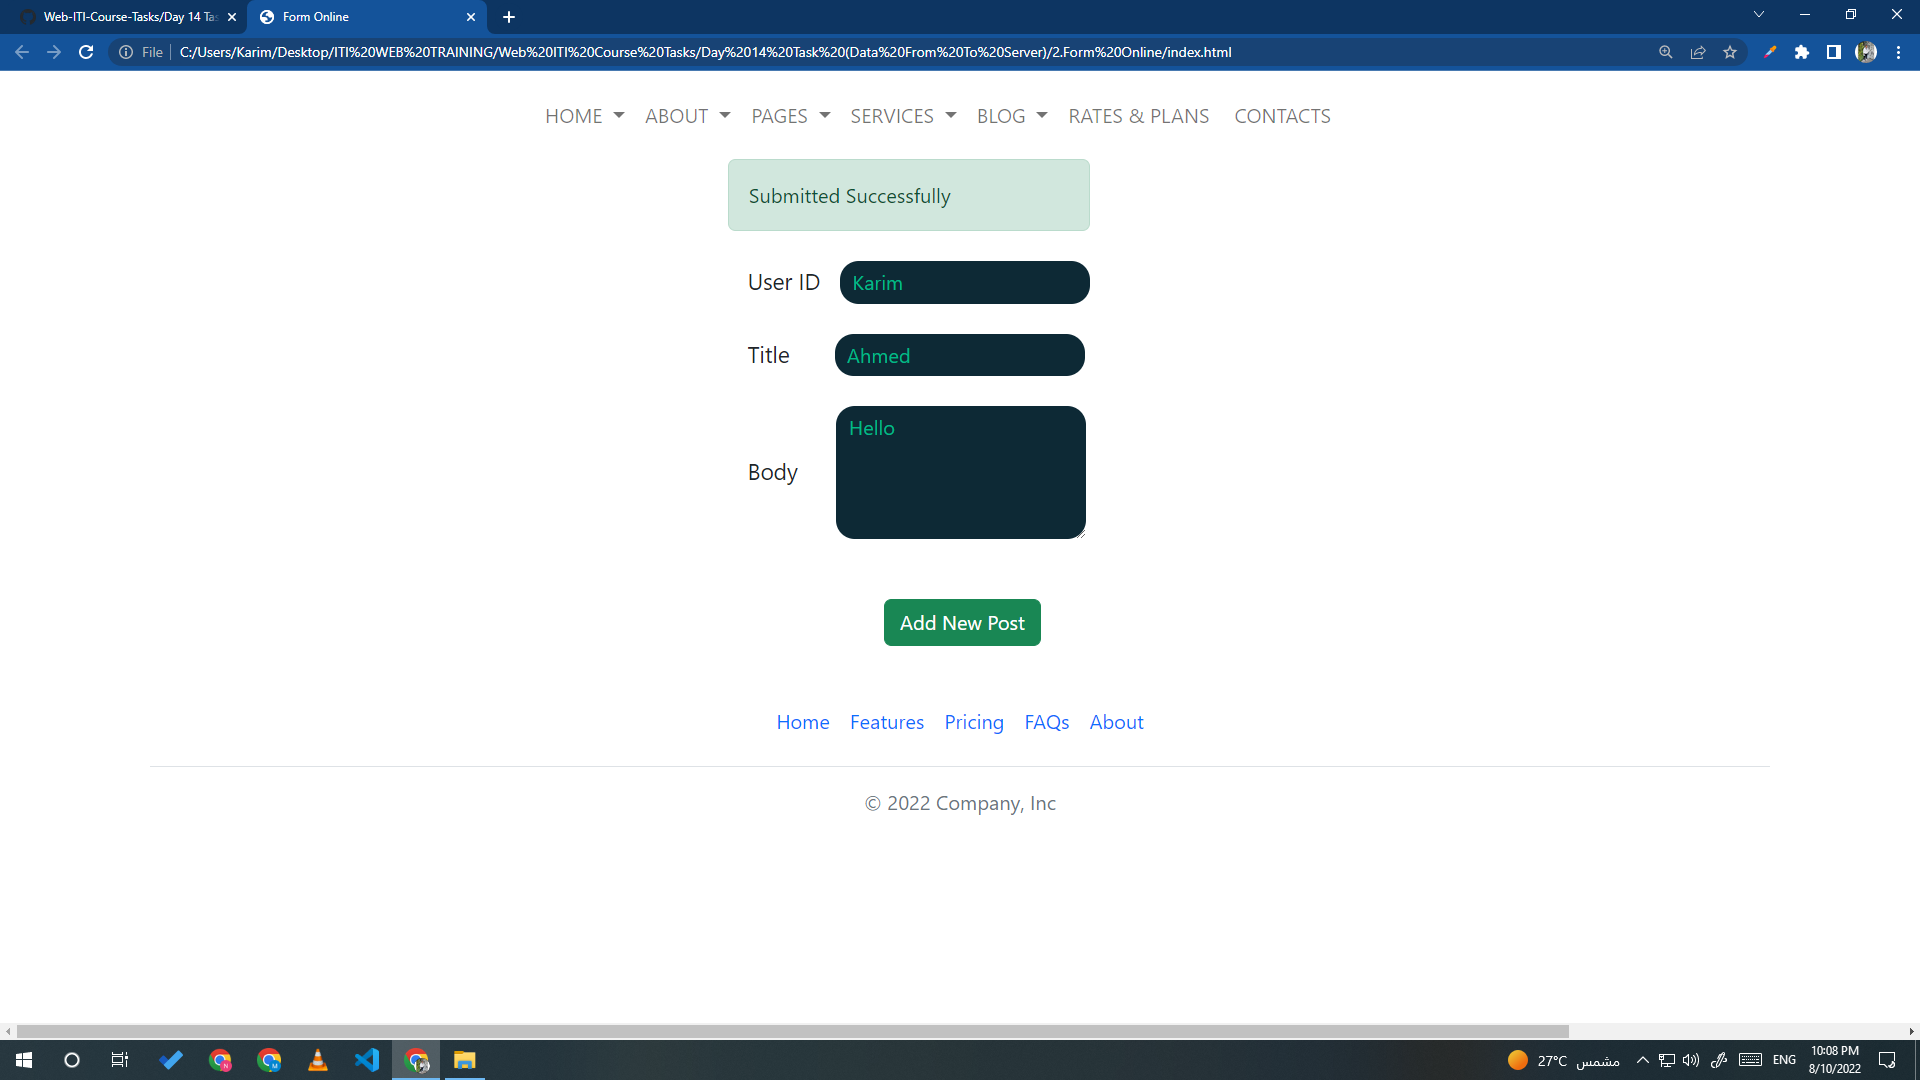 Web-ITI-Course-Tasks/Day 14 Tas
Form Online
File
C:/Users/Karim/Desktop/ITI%20WEB%20TRAINING/Web%20ITI%20Course%20Tasks/Day%2014%20Task%20(Data%20From%20To%20Server)/2.Form%20Online/index.html
HOME ABOUT PAGES SERVICES BLOG RATES & PLANS CONTACTS
Submitted Successfully
User ID Karim
Title Ahmed
Hello
Body
Add New Post
Home Features Pricing FAQs About
© 2022 Company, Inc
27°C مشمس ENG 10:08 PM
8/10/2022